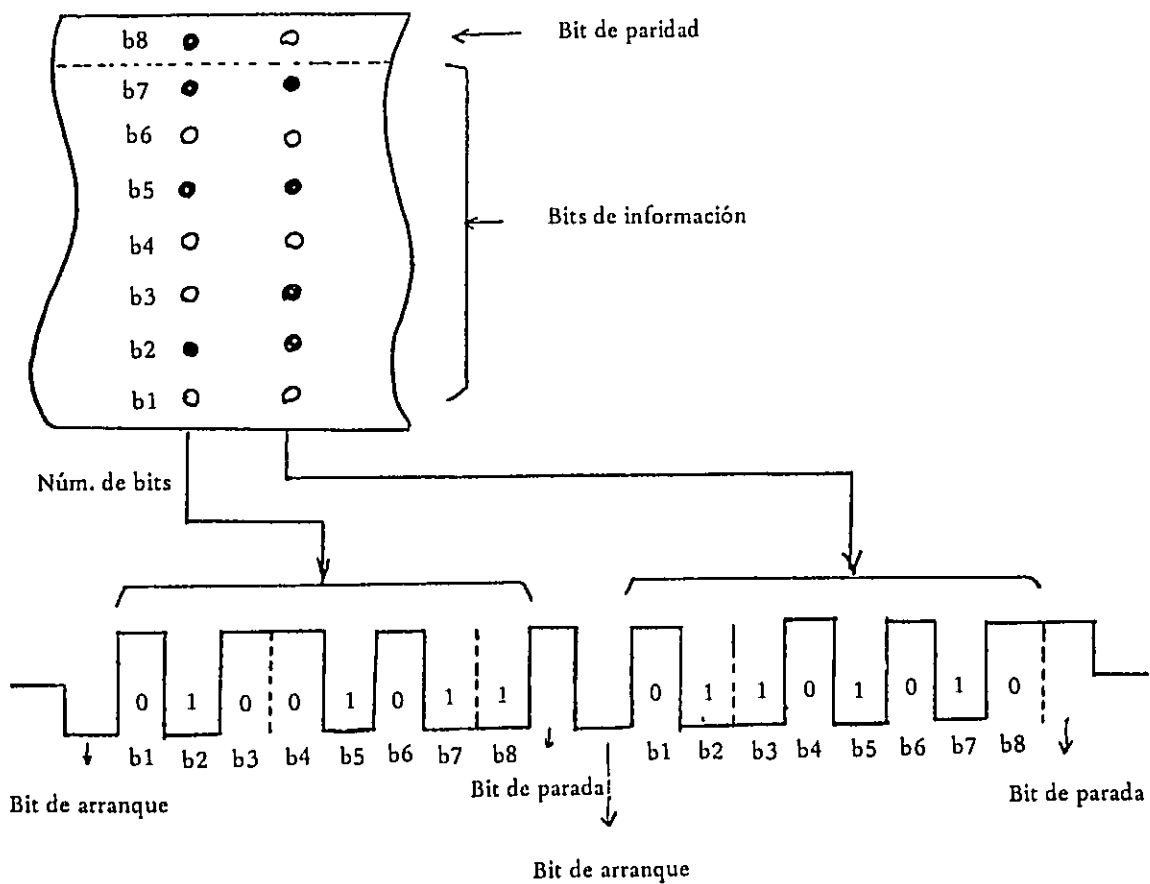 b8
Bit de paridad
b7
b6
b5
Bits de información
b4
b3
b2
b1
Núm. de bits
0 1 0 0 1 0 1 1 0 1 1 0 1 0 1 0
b1 b2 b3 b4 b5 b6 b7 b8 b1 b2 b3 b4 b5 b6 b7 b8
Bit de arranque
Bit de parada
Bit de parada
Bit de arranque